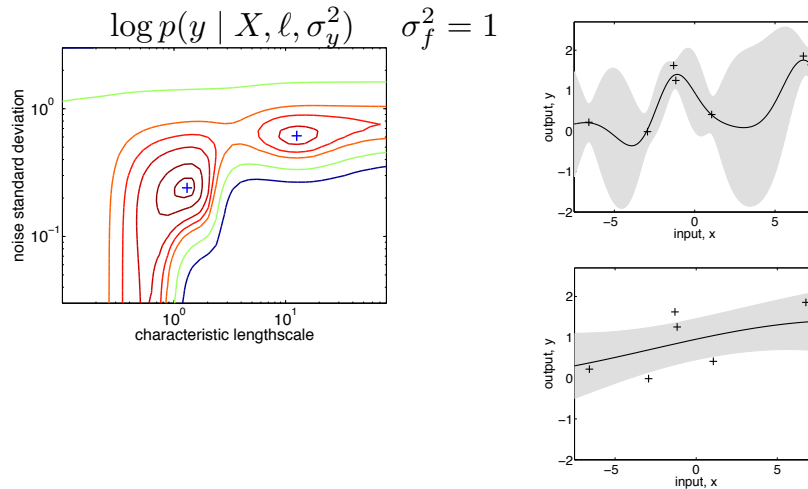 log p(y | X, ℓ, σ_y^2) σ_f^2 = 1
noise standard deviation
10^0
10^{-1}
10^0
10^1
characteristic lengthscale
output, y
2
1
0
−1
−2
−5
0
5
input, x
output, y
2
1
0
−1
−2
−5
0
5
input, x